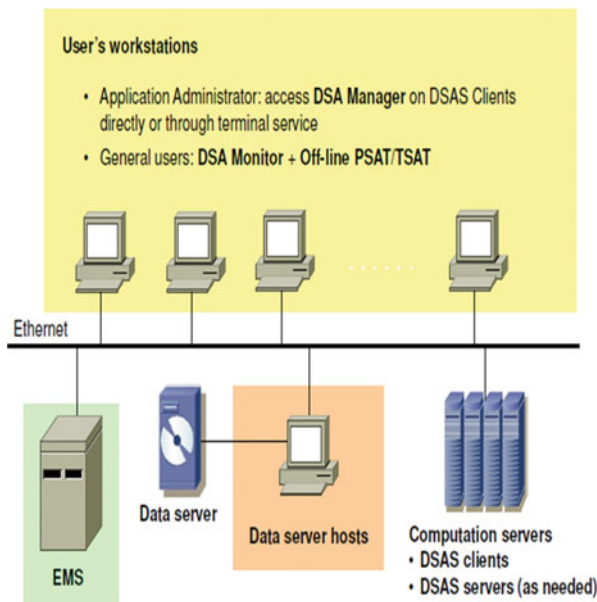 User's workstations
• Application Administrator: access DSA Manager on DSAS Clients
directly or through terminal service
• General users: DSA Monitor + Off-line PSAT/TSAT
Ethernet
Data server
Data server hosts
EMS
Computation servers
• DSAS clients
• DSAS servers (as needed)